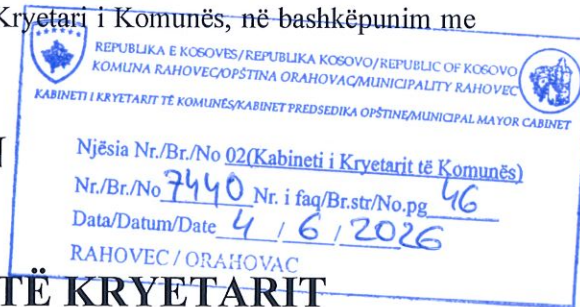 Kryetari i Komunës, në bashkëpunim me
REPUBLIKA E KOSOVËS/REPUBLIKA KOSOVO/REPUBLIC OF KOSOVO
KOMUNA RAHOVEC/OPŠTINA ORAHOVAC/MUNICIPALITY RAHOVEC
KABINETI I KRYETARIT TË KOMUNËS/KABINET PREDSEDIKA OPŠTINE/MUNICIPAL MAYOR CABINET
Njësia Nr./Br./No 02(Kabineti i Kryetarit të Komunës)
Nr./Br./No 7440 Nr. i faq/Br.str/No.pg 46
Data/Datum/Date 4 / 6 / 2026
RAHOVEC / ORAHOVAC
TË KRYETARIT